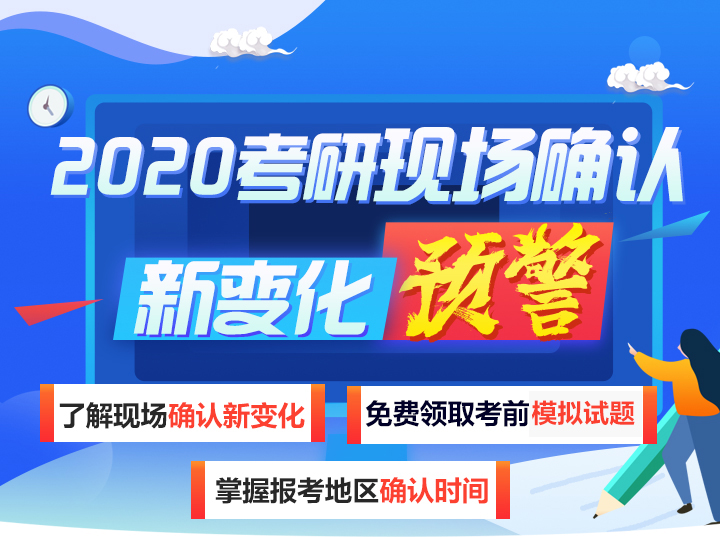 2020考研现场确认
新变化 预警
了解现场确认新变化
免费领取考前模拟试题
掌握报考地区确认时间